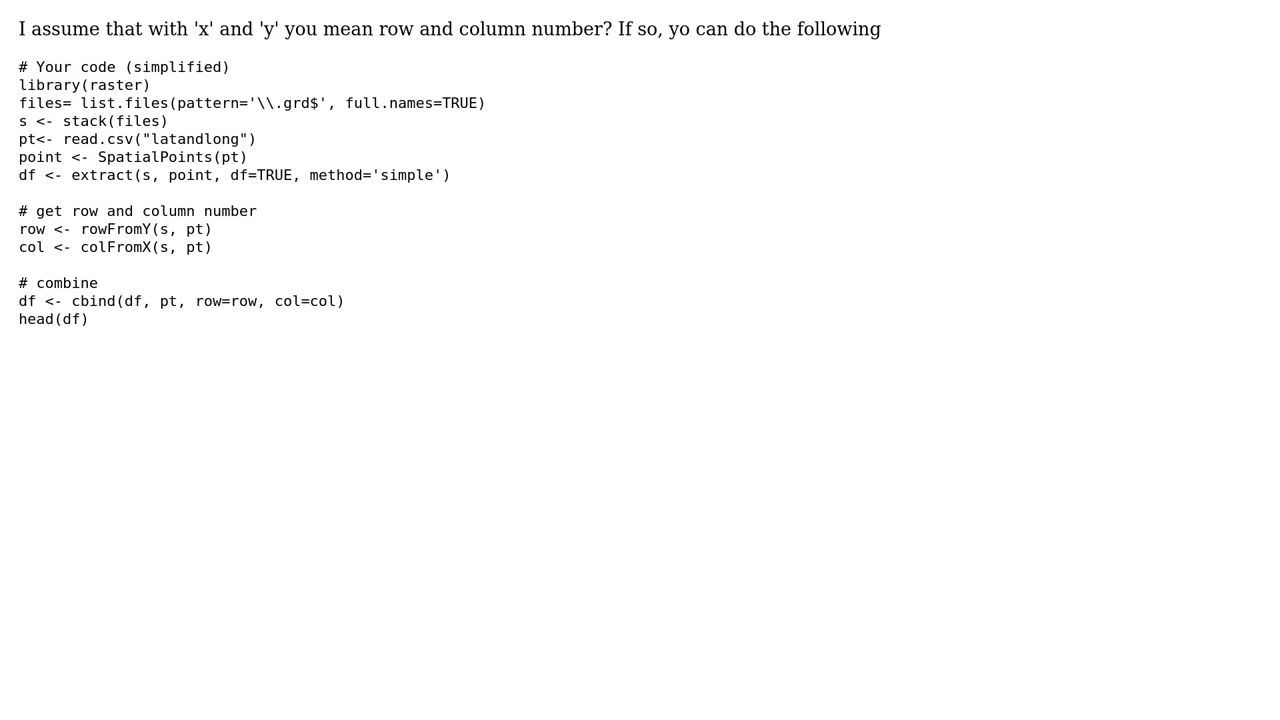 I assume that with 'x' and 'y' you mean row and column number? If so, yo can do the following
# Your code (simplified)
library(raster)
files= list.files(pattern='\\.grd$', full.names=TRUE)
s <- stack(files)
pt<- read.csv("latandlong")
point <- SpatialPoints(pt)
df <- extract(s, point, df=TRUE, method='simple')
# get row and column number
row <- rowFromY(s, pt)
col <- colFromX(s, pt)
# combine
df <- cbind(df, pt, row=row, col=col)
head(df)